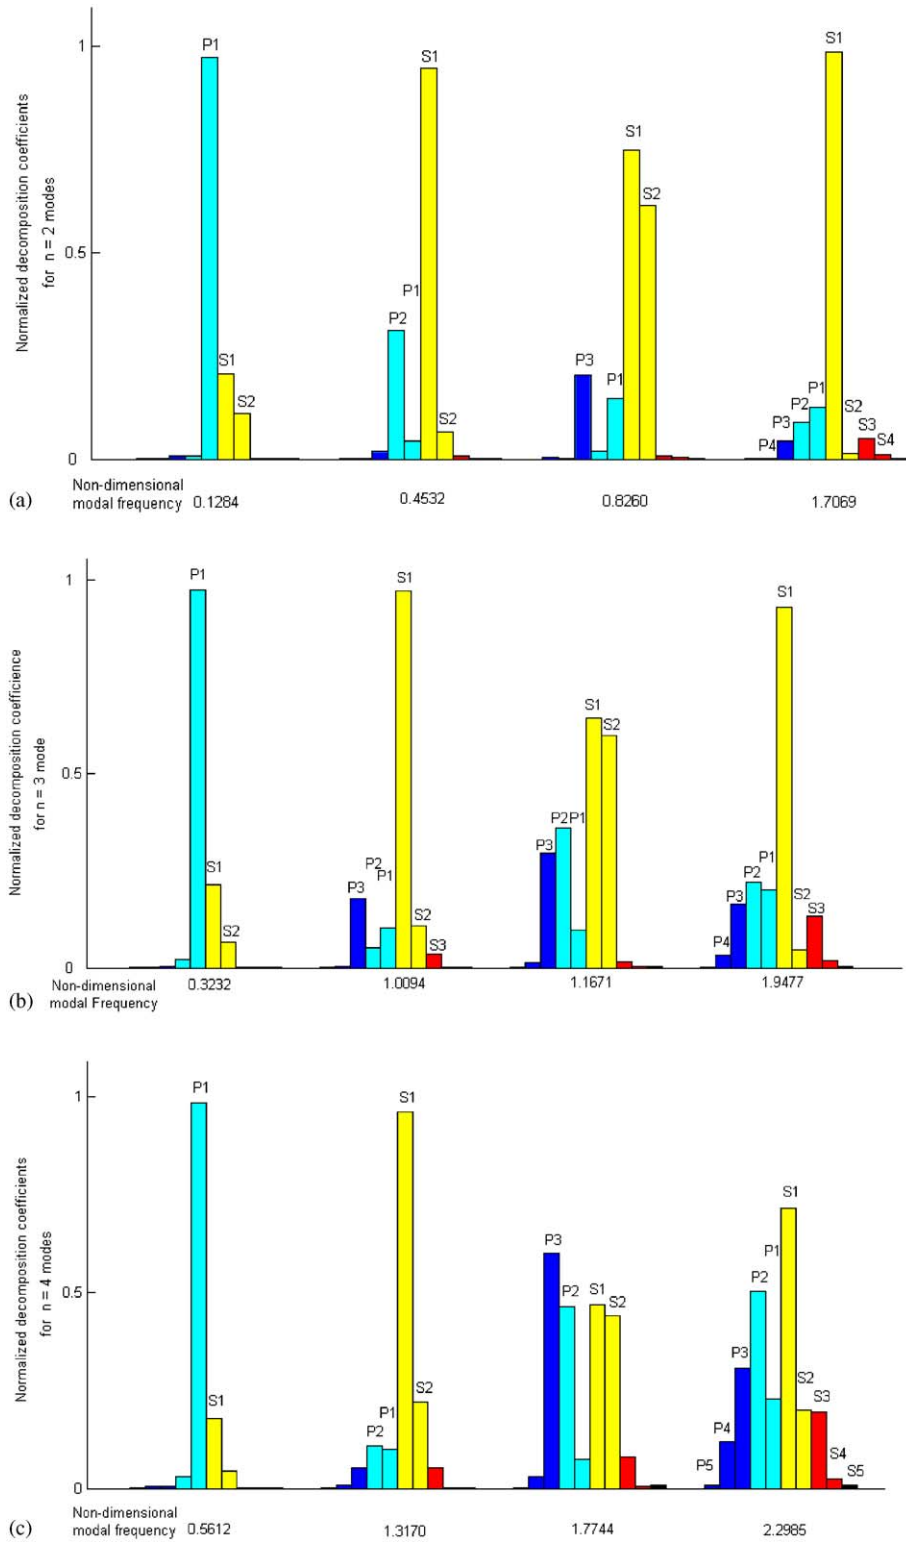 Normalized decomposition coefficients
for n = 2 modes
1
0.5
0
P1
S1
S2
S1
P1
P2
S2
S1
S2
P3
P1
S1
P1
P2
P3
P4
S2
S3
S4
Non-dimensional
modal frequency 0.1284 0.4532 0.8260 1.7069
(a)
Normalized decomposition coefficience
for n = 3 mode
1
0.5
0
P1
S1
S2
S1
P2
P1
P3
S2
S3
S1
S2
P2P1
P3
S1
P1
P2
P3
P4
S2
S3
Non-dimensional 0.3232 1.0094 1.1671 1.9477
modal Frequency
(b)
Normalized decomposition coefficients
for n = 4 modes
1
0.5
0
P1
S1
S1
P1
P2
S2
P3
P2
S1
S2
S1
P1
P2
P3
P4
P5
S2
S3
S4
S5
Non-dimensional
modal frequency 0.5612 1.3170 1.7744 2.2985
(c)